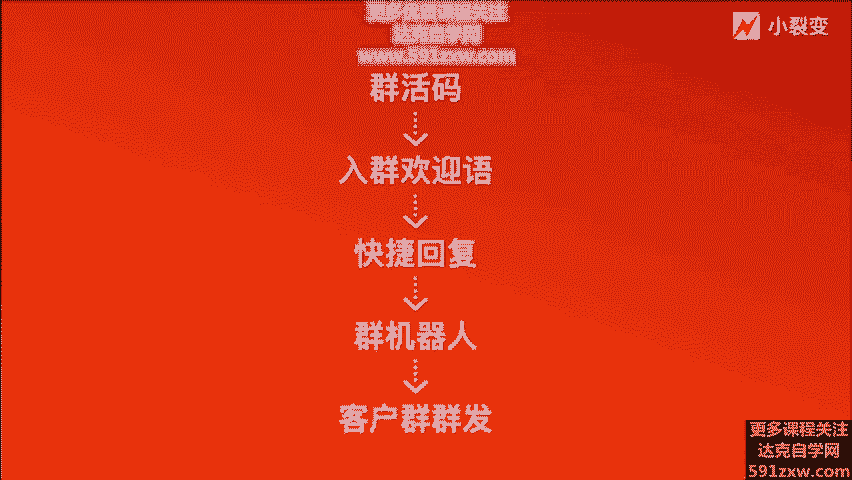 更多优质课程关注
达克自学网
www.591zxw.com
小裂变
群活码
入群欢迎语
快捷回复
群机器人
客户群群发
更多课程关注
达克自学网
591zxw.com